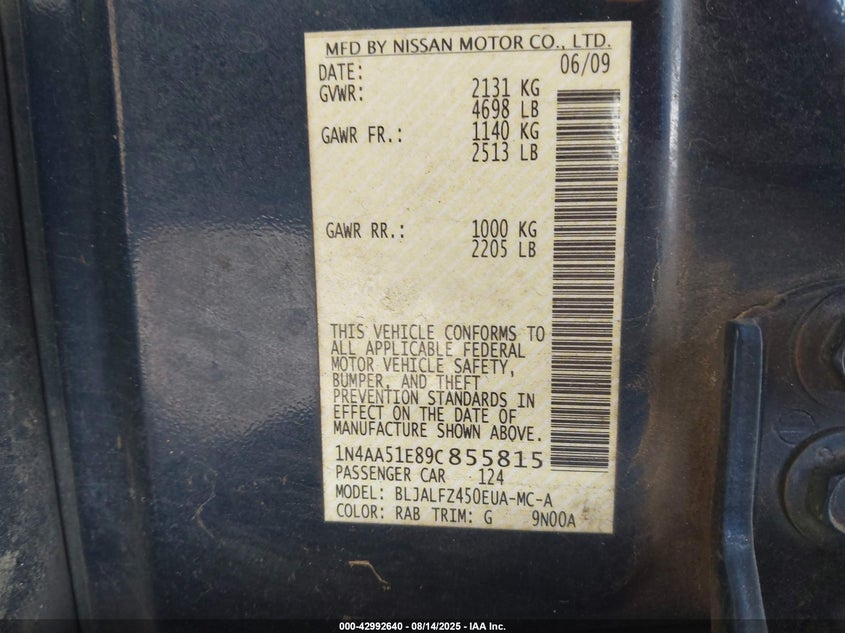 MFD BY NISSAN MOTOR CO., LTD.
DATE: 06/09
GVWR: 2131 KG
4698 LB
GAWR FR.: 1140 KG
2513 LB
GAWR RR.: 1000 KG
2205 LB
THIS VEHICLE CONFORMS TO
ALL APPLICABLE FEDERAL
MOTOR VEHICLE SAFETY,
BUMPER, AND THEFT
PREVENTION STANDARDS IN
EFFECT ON THE DATE OF
MANUFACTURE SHOWN ABOVE.
1N4AA51E89C855815
PASSENGER CAR 124
MODEL: BLJALFZ450EUA-MC-A
COLOR: RAB TRIM: G 9N00A
000-42992640 - 08/14/2025 - IAA Inc.